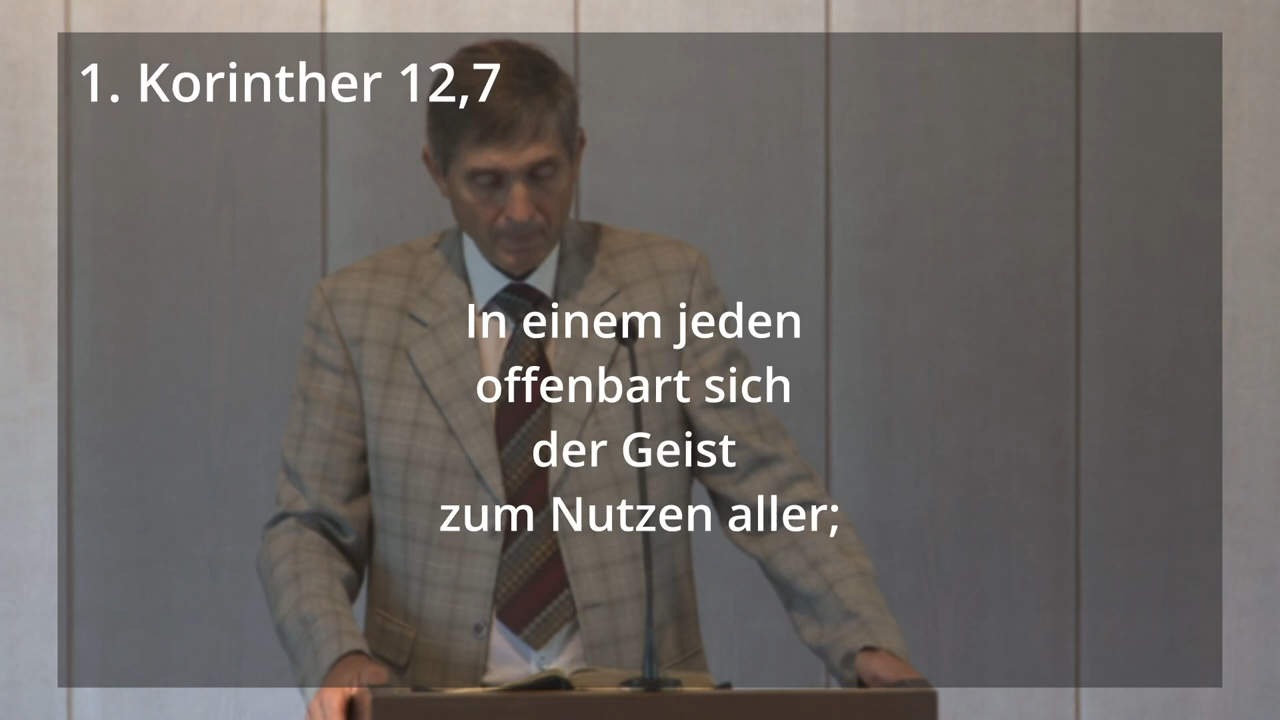 1. Korinther 12,7
In einem jeden
offenbart sich
der Geist
zum Nutzen aller;